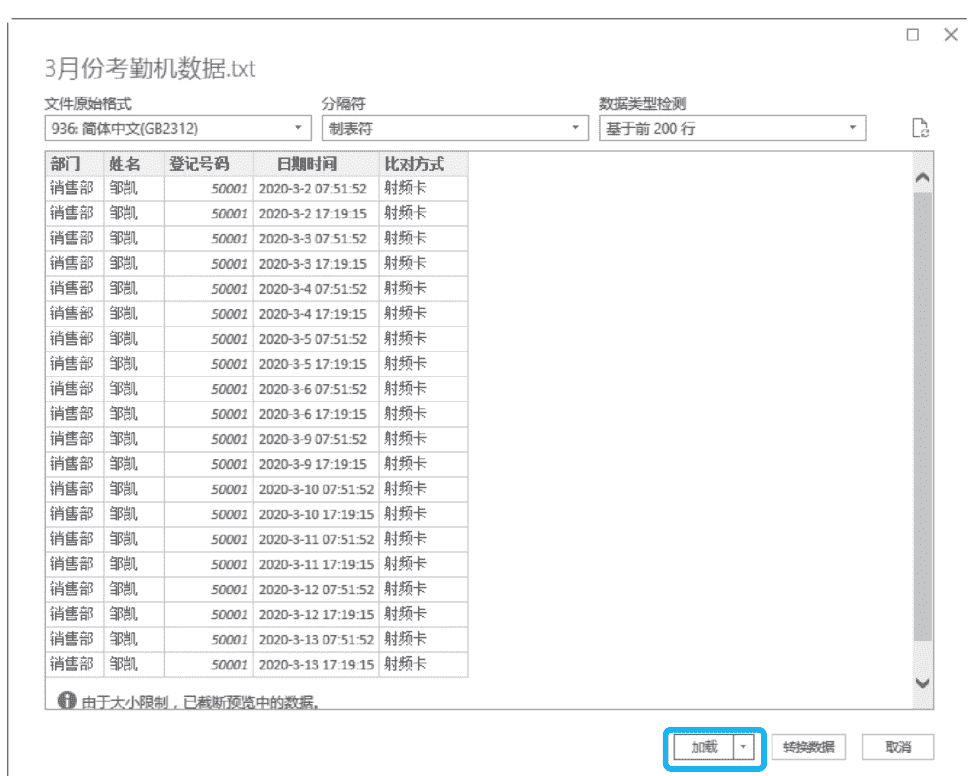 3月份考勤机数据.txt
文件原始格式 分隔符 数据类型检测
936: 简体中文(GB2312) 制表符 基于前 200 行
部门 姓名 登记号码 日期时间 比对方式
销售部 邹凯 50001 2020-3-2 07:51:52 射频卡
销售部 邹凯 50001 2020-3-2 17:19:15 射频卡
销售部 邹凯 50001 2020-3-3 07:51:52 射频卡
销售部 邹凯 50001 2020-3-3 17:19:15 射频卡
销售部 邹凯 50001 2020-3-4 07:51:52 射频卡
销售部 邹凯 50001 2020-3-4 17:19:15 射频卡
销售部 邹凯 50001 2020-3-5 07:51:52 射频卡
销售部 邹凯 50001 2020-3-5 17:19:15 射频卡
销售部 邹凯 50001 2020-3-6 07:51:52 射频卡
销售部 邹凯 50001 2020-3-6 17:19:15 射频卡
销售部 邹凯 50001 2020-3-9 07:51:52 射频卡
销售部 邹凯 50001 2020-3-9 17:19:15 射频卡
销售部 邹凯 50001 2020-3-10 07:51:52 射频卡
销售部 邹凯 50001 2020-3-10 17:19:15 射频卡
销售部 邹凯 50001 2020-3-11 07:51:52 射频卡
销售部 邹凯 50001 2020-3-11 17:19:15 射频卡
销售部 邹凯 50001 2020-3-12 07:51:52 射频卡
销售部 邹凯 50001 2020-3-12 17:19:15 射频卡
销售部 邹凯 50001 2020-3-13 07:51:52 射频卡
销售部 邹凯 50001 2020-3-13 17:19:15 射频卡
由于大小限制，已截断预览中的数据。
加载 转换数据 取消